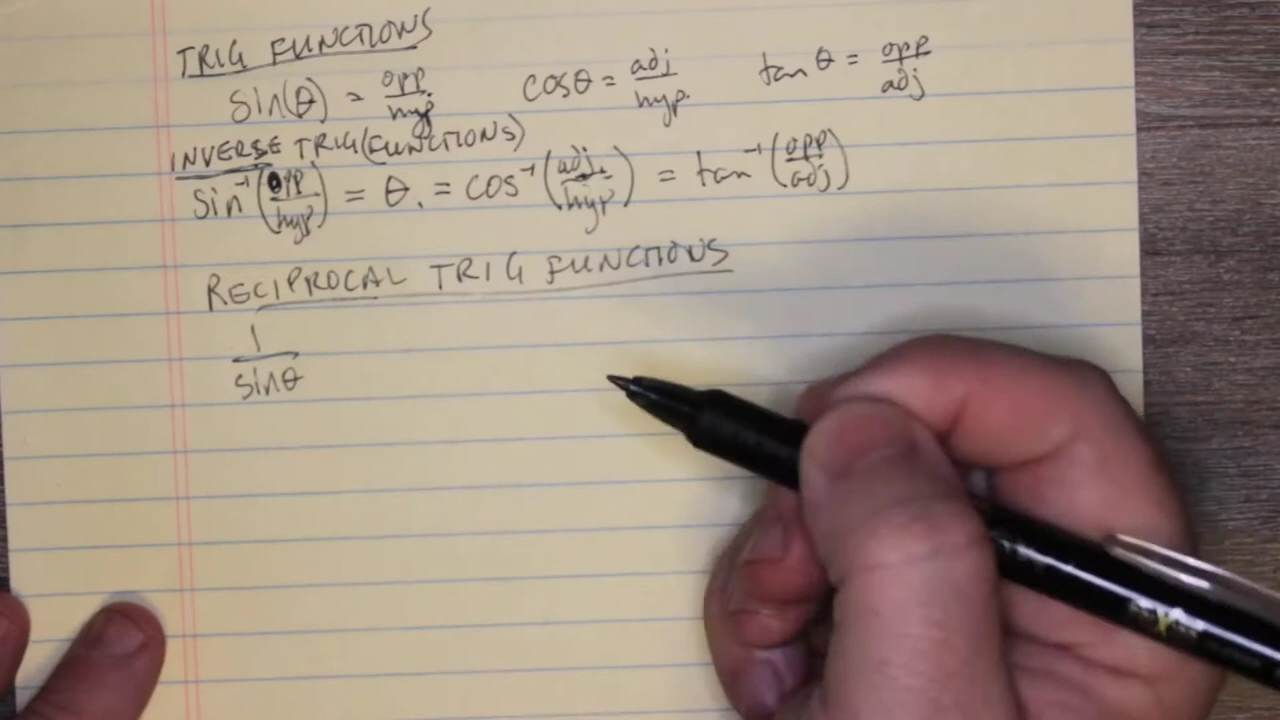 TRIG FUNCTIONS
sin(θ) = opp./hyp. cosθ = adj/hyp. tan θ = opp/adj
INVERSE TRIG (FUNCTIONS)
sin⁻¹(opp/hyp) = θ. = cos⁻¹(adj./hyp) = tan⁻¹(opp/adj)
RECIPROCAL TRIG FUNCTIONS
1/sinθ